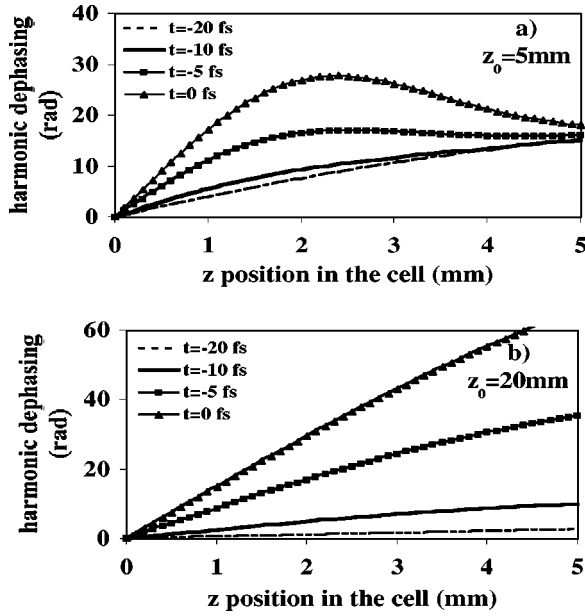 40
30
20
10
0
harmonic dephasing
(rad)
t=-20 fs
t=-10 fs
t=-5 fs
t=0 fs
a)
z₀=5mm
0 1 2 3 4 5
z position in the cell (mm)
60
40
20
0
harmonic dephasing
(rad)
t=-20 fs
t=-10 fs
t=-5 fs
t=0 fs
b)
z₀=20mm
0 1 2 3 4 5
z position in the cell (mm)